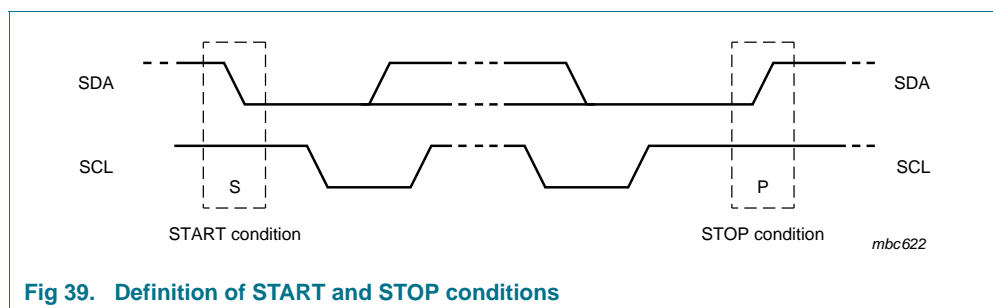 SDA
SDA
SCL
SCL
S
P
START condition
STOP condition
mbc622
Fig 39. Definition of START and STOP conditions